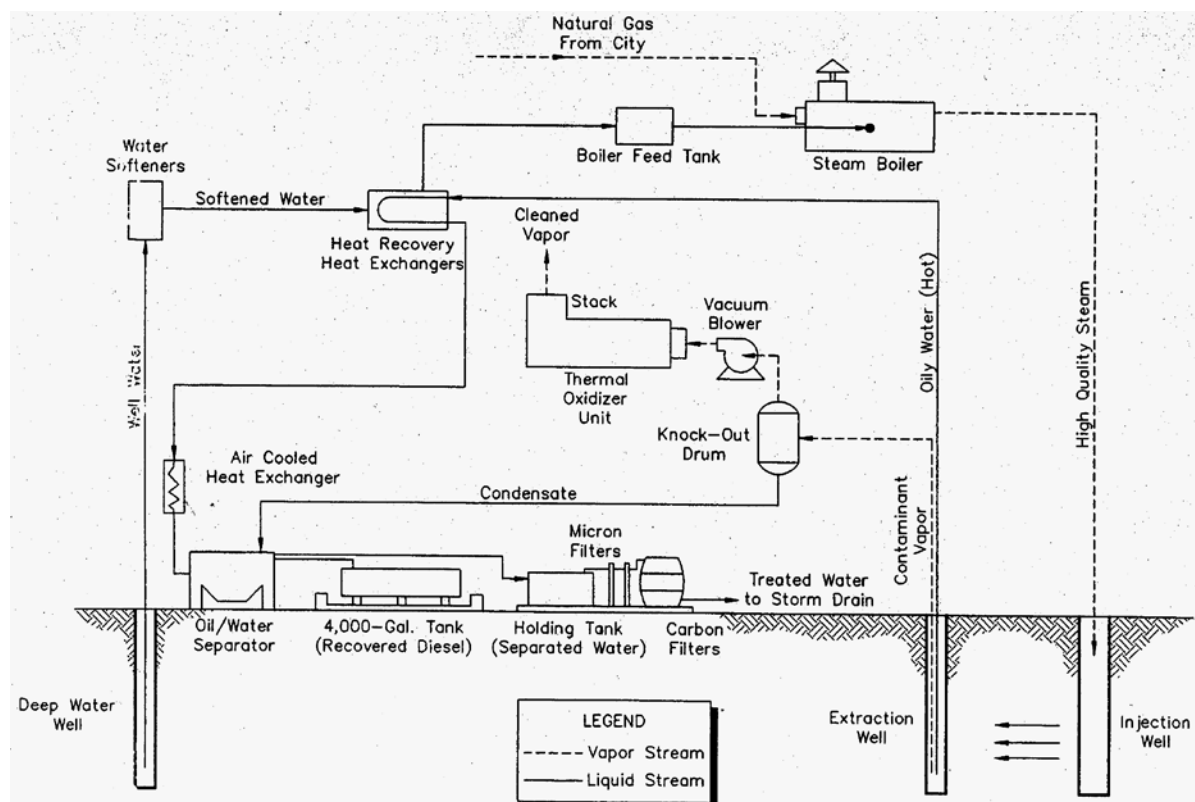 Natural Gas
From City
Water
Softeners
Boiler Feed Tank
Steam Boiler
Softened Water
Cleaned
Vapor
Heat Recovery
Heat Exchangers
Stack
Vacuum
Blower
Oily Water (Hot)
High Quality Steam
Well Water
Thermal
Oxidizer
Unit
Knock-Out
Drum
Air Cooled
Heat Exchanger
Condensate
Contaminant
Vapor
Micron
Filters
Treated Water
to Storm Drain
Oil/Water
Separator
4,000-Gal. Tank
(Recovered Diesel)
Holding Tank
(Separated Water)
Carbon
Filters
Deep Water
Well
LEGEND
Vapor Stream
Liquid Stream
Extraction
Well
Injection
Well